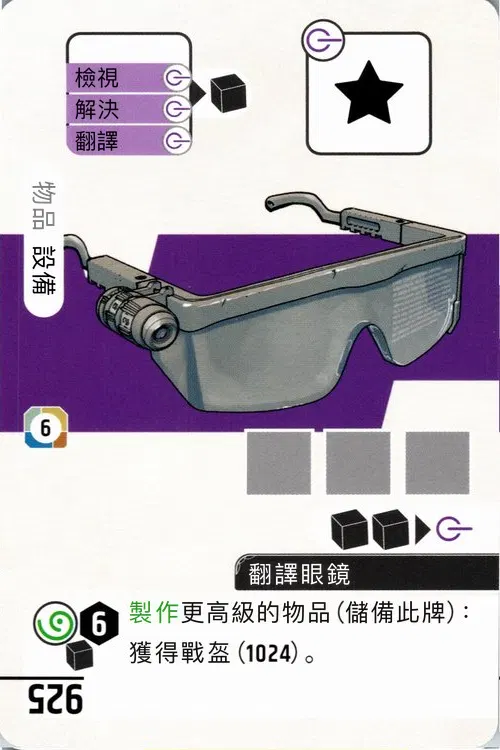 檢視
解決
翻譯
物品 設備
6
翻譯眼鏡
6 製作更高級的物品(儲備此牌):
獲得戰盔(1024)。
925